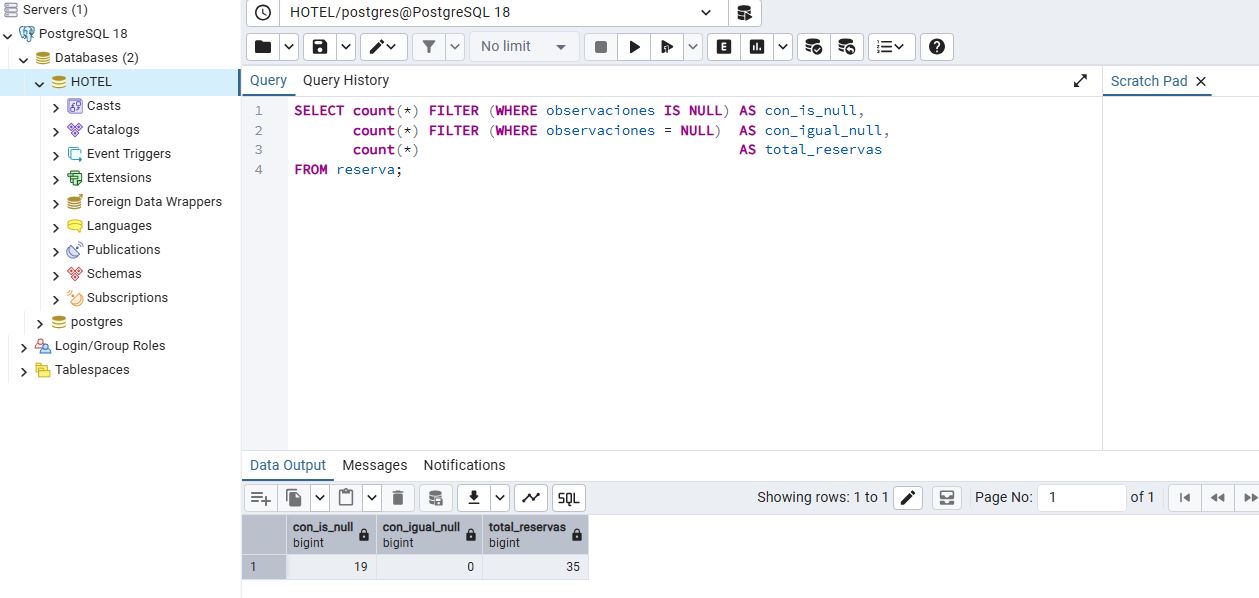 Servers (1)
PostgreSQL 18
Databases (2)
HOTEL
Casts
Catalogs
Event Triggers
Extensions
Foreign Data Wrappers
Languages
Publications
Schemas
Subscriptions
postgres
Login/Group Roles
Tablespaces
HOTEL/postgres@PostgreSQL 18
No limit
E
Query Query History
Scratch Pad
1 SELECT count(*) FILTER (WHERE observaciones IS NULL) AS con_is_null,
2 count(*) FILTER (WHERE observaciones = NULL) AS con_igual_null,
3 count(*) AS total_reservas
4 FROM reserva;
Data Output Messages Notifications
SQL Showing rows: 1 to 1 Page No: 1 of 1
con_is_null con_igual_null total_reservas
bigint bigint bigint
1 19 0 35